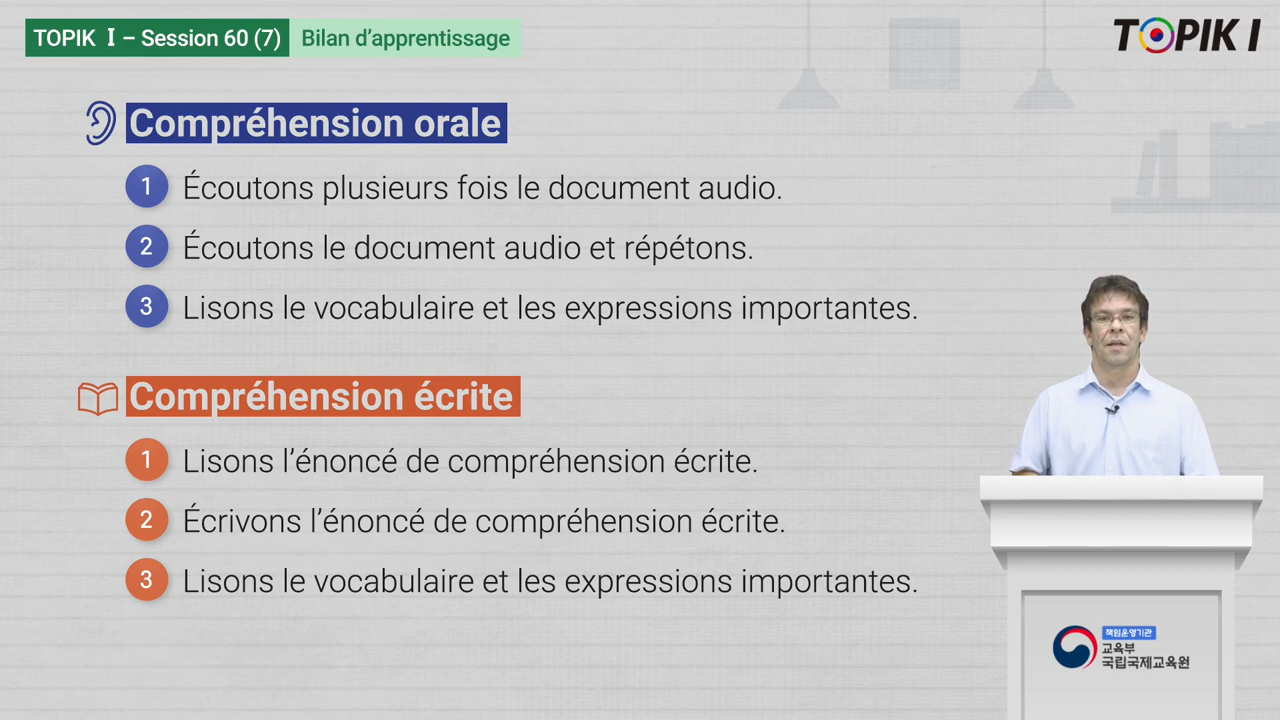 TOPIK Ⅰ – Session 60 (7) Bilan d’apprentissage
TOPIK I
Compréhension orale
1 Écoutons plusieurs fois le document audio.
2 Écoutons le document audio et répétons.
3 Lisons le vocabulaire et les expressions importantes.
Compréhension écrite
1 Lisons l’énoncé de compréhension écrite.
2 Écrivons l’énoncé de compréhension écrite.
3 Lisons le vocabulaire et les expressions importantes.
책임운영기관
교육부
국립국제교육원